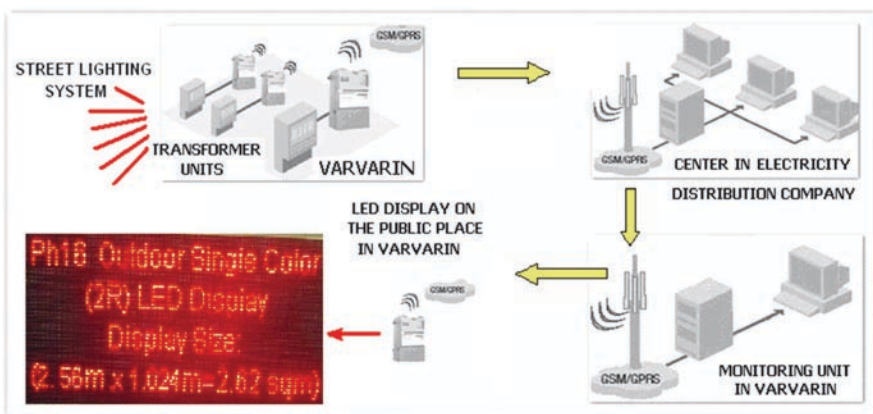 STREET LIGHTING
SYSTEM
GSM/GPRS
TRANSFORMER
UNITS
VARVARIN
GSM/GPRS
CENTER IN ELECTRICITY
DISTRIBUTION COMPANY
LED DISPLAY ON
THE PUBLIC PLACE
IN VARVARIN
GSM/GPRS
Ph16 Outdoor Single Color
(2R) LED Display
Display Size:
(2.56m x 1.024m=2.62 sqm)
GSM/GPRS
MONITORING UNIT
IN VARVARIN